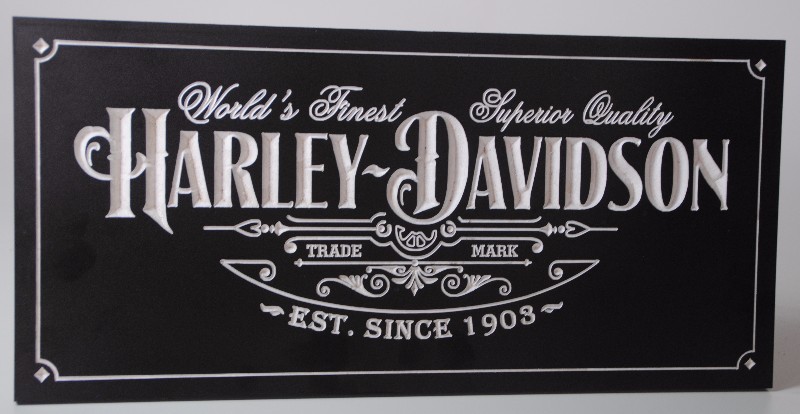 World's Finest Superior Quality
HARLEY~DAVIDSON
TRADE MARK
~EST. SINCE 1903~